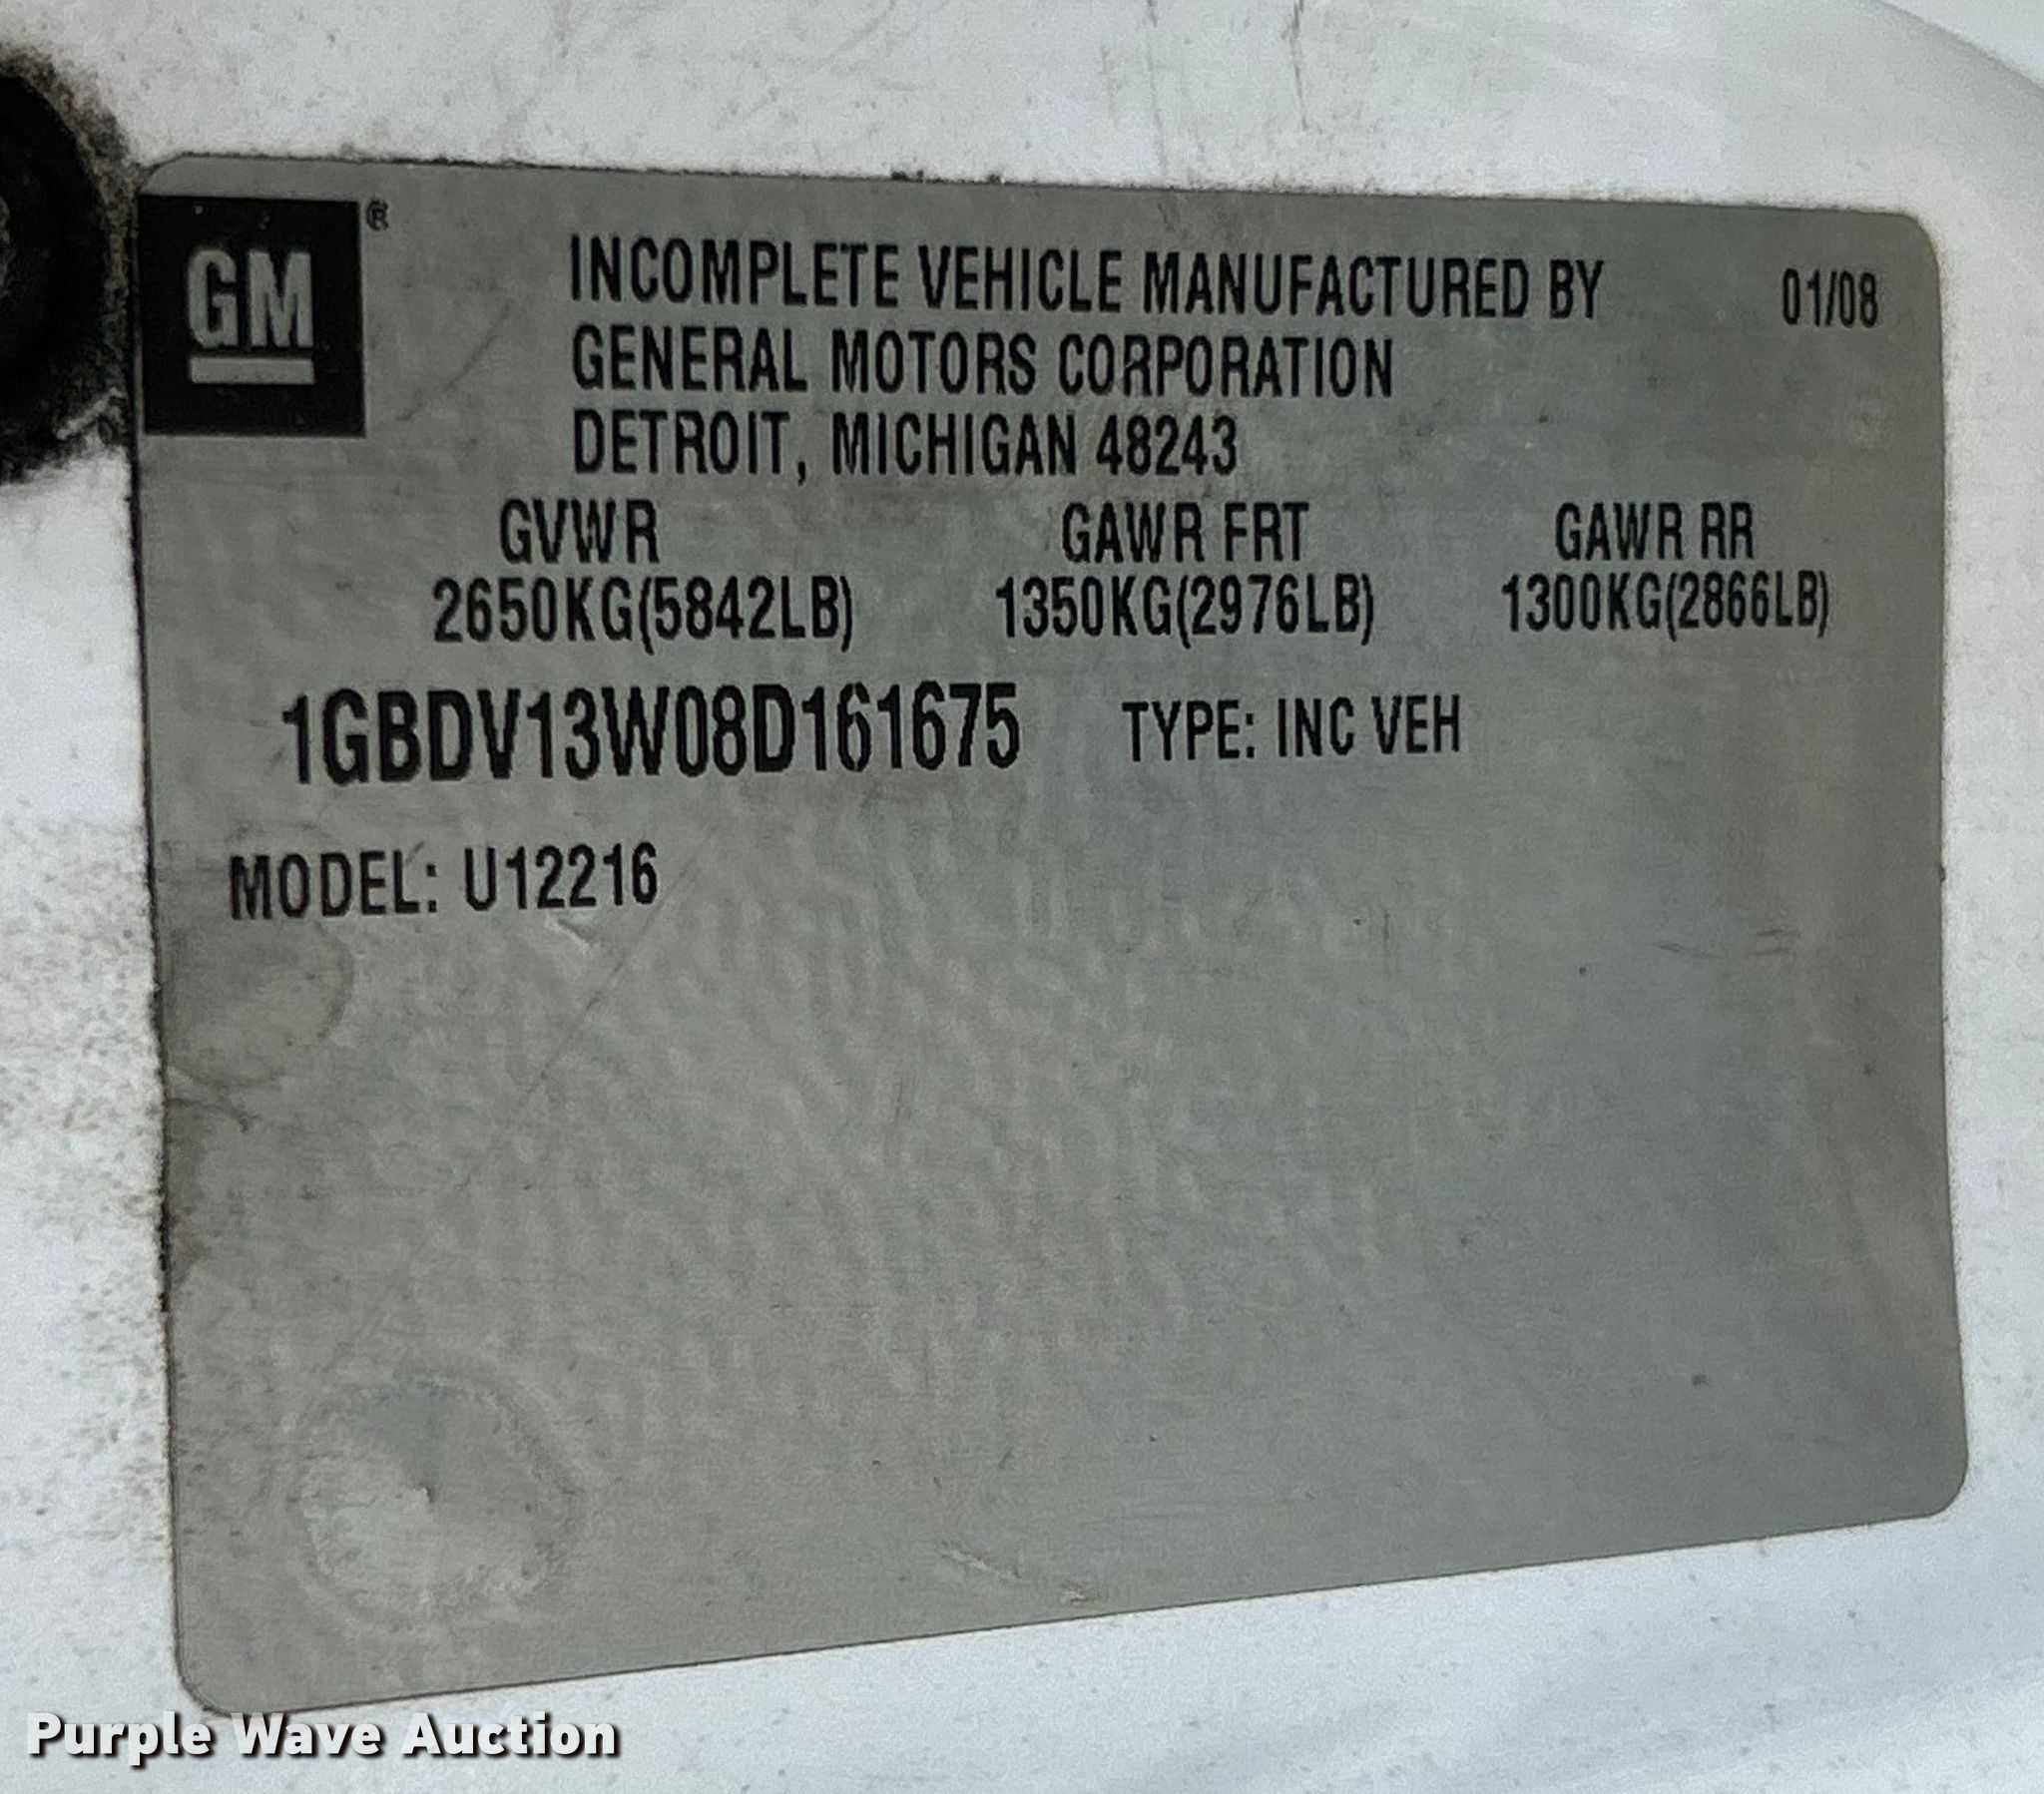 GM ®
INCOMPLETE VEHICLE MANUFACTURED BY 01/08
GENERAL MOTORS CORPORATION
DETROIT, MICHIGAN 48243
GVWR GAWR FRT GAWR RR
2650KG(5842LB) 1350KG(2976LB) 1300KG(2866LB)
1GBDV13W08D161675 TYPE: INC VEH
MODEL: U12216
Purple Wave Auction